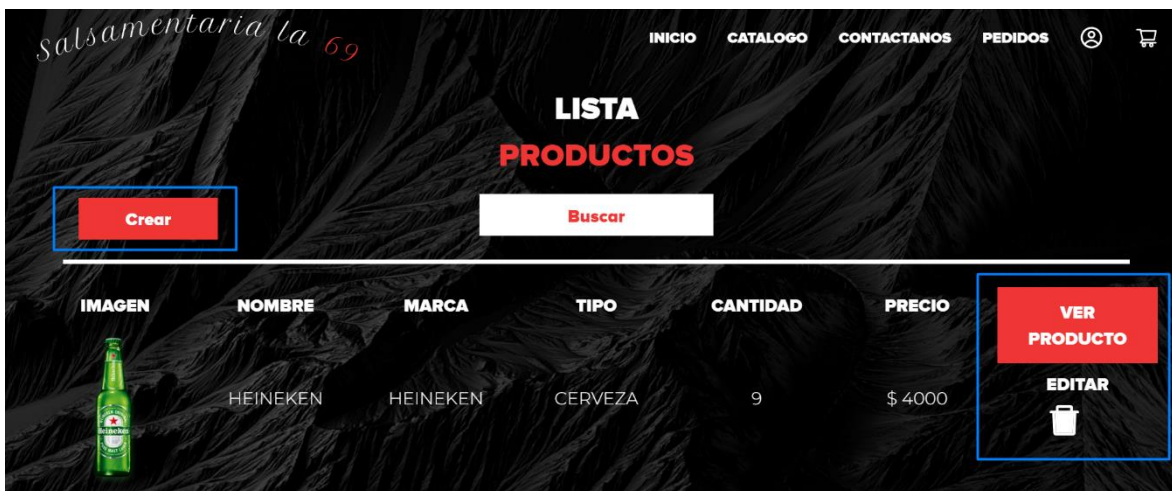 Salsamentaria la 69
INICIO CATALOGO CONTACTANOS PEDIDOS
LISTA
PRODUCTOS
Crear
Buscar
IMAGEN NOMBRE MARCA TIPO CANTIDAD PRECIO VER PRODUCTO
Heineken HEINEKEN HEINEKEN CERVEZA 9 $ 4000 EDITAR